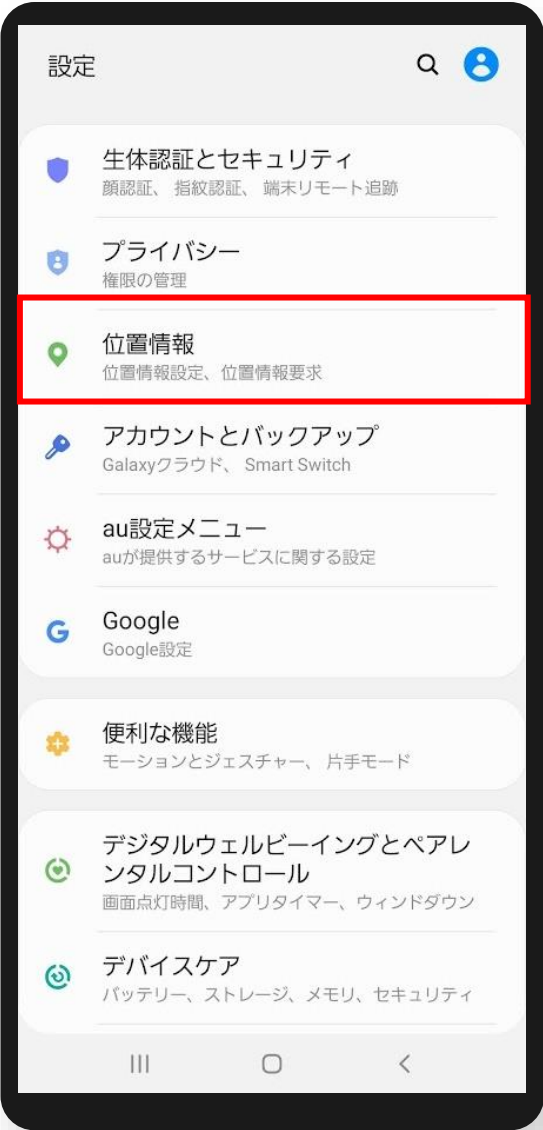 設定
生体認証とセキュリティ
顔認証、 指紋認証、 端末リモート追跡
プライバシー
権限の管理
位置情報
位置情報設定、位置情報要求
アカウントとバックアップ
Galaxyクラウド、 Smart Switch
au設定メニュー
auが提供するサービスに関する設定
Google
Google設定
便利な機能
モーションとジェスチャー、 片手モード
デジタルウェルビーイングとペアレ
ンタルコントロール
画面点灯時間、アプリタイマー、ウィンドダウン
デバイスケア
バッテリー、ストレージ、メモリ、セキュリティ